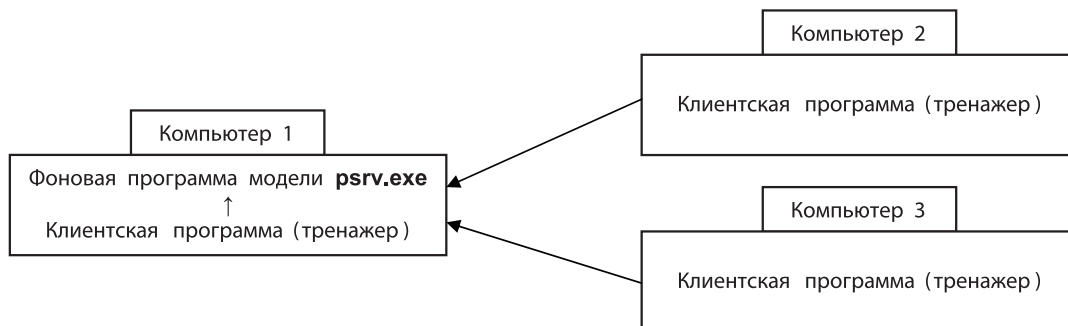 Компьютер 1
Фоновая программа модели psrv.exe
↑
Клиентская программа (тренажер)
Компьютер 2
Клиентская программа (тренажер)
Компьютер 3
Клиентская программа (тренажер)